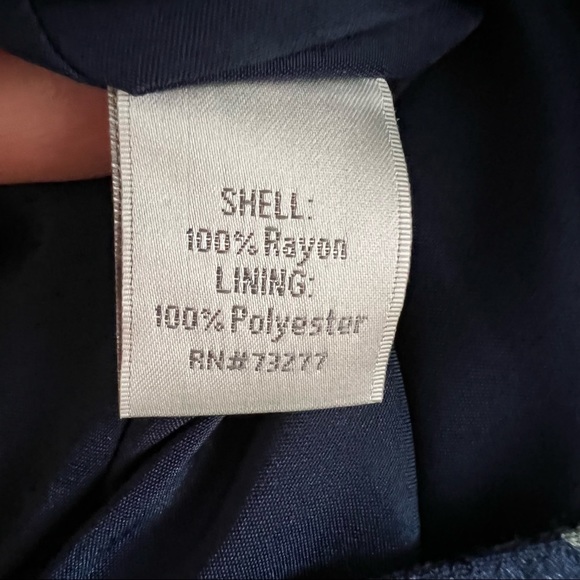 SHELL:
100% Rayon
LINING:
100% Polyester
RN#73277